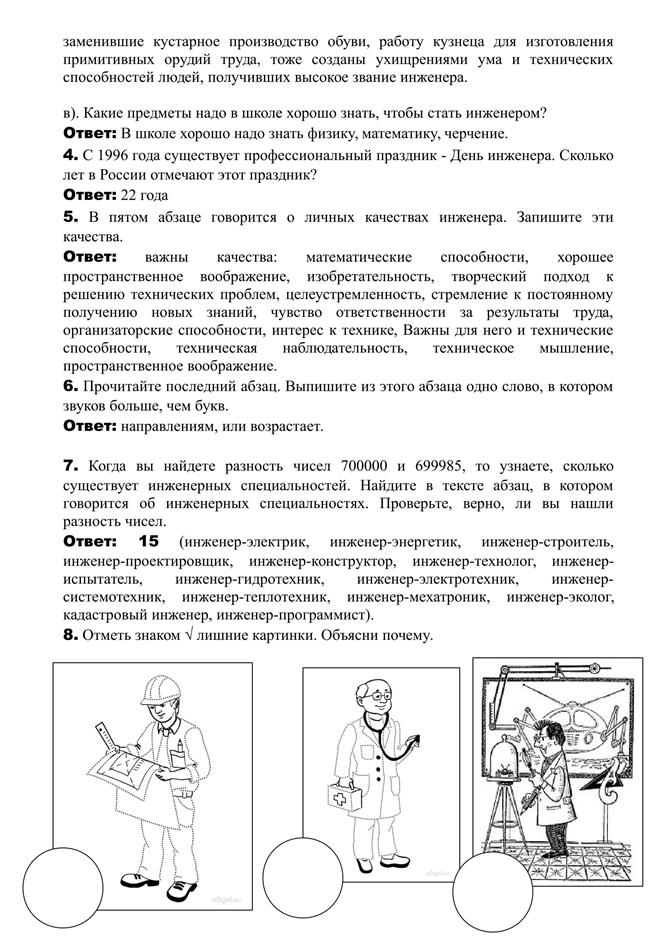 заменившие кустарное производство обуви, работу кузнеца для изготовления
примитивных орудий труда, тоже созданы ухищрениями ума и технических
способностей людей, получивших высокое звание инженера.
в). Какие предметы надо в школе хорошо знать, чтобы стать инженером?
Ответ: В школе хорошо надо знать физику, математику, черчение.
4. С 1996 года существует профессиональный праздник - День инженера. Сколько
лет в России отмечают этот праздник?
Ответ: 22 года
5. В пятом абзаце говорится о личных качествах инженера. Запишите эти
качества.
Ответ: важны качества: математические способности, хорошее
пространственное воображение, изобретательность, творческий подход к
решению технических проблем, целеустремленность, стремление к постоянному
получению новых знаний, чувство ответственности за результаты труда,
организаторские способности, интерес к технике, Важны для него и технические
способности, техническая наблюдательность, техническое мышление,
пространственное воображение.
6. Прочитайте последний абзац. Выпишите из этого абзаца одно слово, в котором
звуков больше, чем букв.
Ответ: направлениям, или возрастает.
7. Когда вы найдете разность чисел 700000 и 699985, то узнаете, сколько
существует инженерных специальностей. Найдите в тексте абзац, в котором
говорится об инженерных специальностях. Проверьте, верно, ли вы нашли
разность чисел.
Ответ: 15 (инженер-электрик, инженер-энергетик, инженер-строитель,
инженер-проектировщик, инженер-конструктор, инженер-технолог, инженер-
испытатель, инженер-гидротехник, инженер-электротехник, инженер-
системотехник, инженер-теплотехник, инженер-мехатроник, инженер-эколог,
кадастровый инженер, инженер-программист).
8. Отметь знаком √ лишние картинки. Объясни почему.